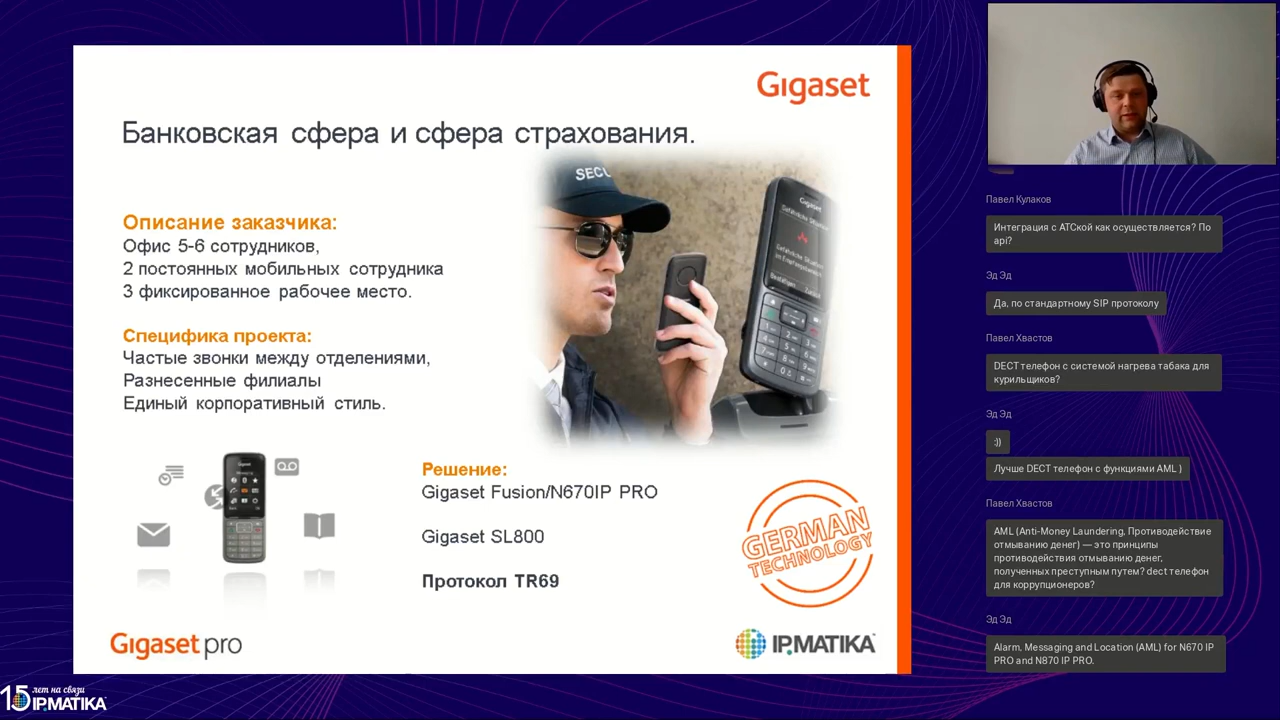 Gigaset
Банковская сфера и сфера страхования.
Описание заказчика:
Офис 5-6 сотрудников,
2 постоянных мобильных сотрудника
3 фиксированное рабочее место.
Специфика проекта:
Частые звонки между отделениями,
Разнесенные филиалы
Единый корпоративный стиль.
SECU
Gigaset
Решение:
Gigaset Fusion/N670IP PRO
Gigaset SL800
Протокол TR69
GERMAN
TECHNOLOGY
Gigaset pro
IP.MATIKA
15 лет на связи
IP.MATIKA
Павел Кулаков
Интеграция с АТСкой как осуществляется? По
api?
Эд Эд
Да, по стандартному SIP протоколу
Павел Хвастов
DECT телефон с системой нагрева табака для
курильщиков?
Эд Эд
:))
Лучше DECT телефон с функциями AML )
Павел Хвастов
AML (Anti-Money Laundering, Противодействие
отмыванию денег) — это принципы
противодействия отмыванию денег,
полученных преступным путем? dect телефон
для коррупционеров?
Эд Эд
Alarm, Messaging and Location (AML) for N670 IP
PRO and N870 IP PRO.